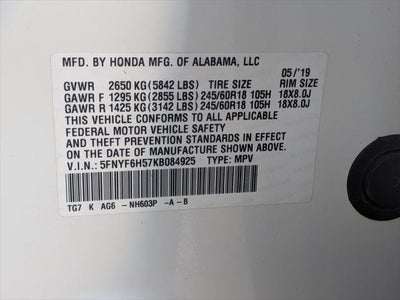 MFD. BY HONDA MFG. OF ALABAMA, LLC
05/'19
GVWR 2650 KG (5842 LBS) TIRE SIZE RIM SIZE
GAWR F 1295 KG (2855 LBS) 245/60R18 105H 18X8.0J
GAWR R 1425 KG (3142 LBS) 245/60R18 105H 18X8.0J
THIS VEHICLE CONFORMS TO ALL APPLICABLE
FEDERAL MOTOR VEHICLE SAFETY, BUMPER,
AND THEFT PREVENTION STANDARDS IN EFFECT
ON THE DATE OF MANUFACTURE SHOWN ABOVE.
V.I.N.: 5FNYF6H57KB084925 TYPE: MPV
TG7 K AG6 -NH603P -A-B